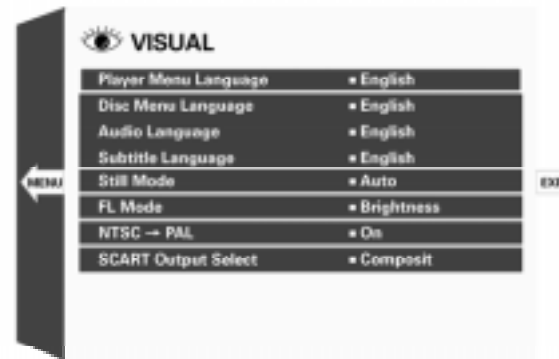 VISUAL
Player Menu Language ▪ English
Disc Menu Language ▪ English
Audio Language ▪ English
Subtitle Language ▪ English
MENU
Still Mode ▪ Auto
FL Mode ▪ Brightness
NTSC → PAL ▪ On
SCART Output Select ▪ Composit